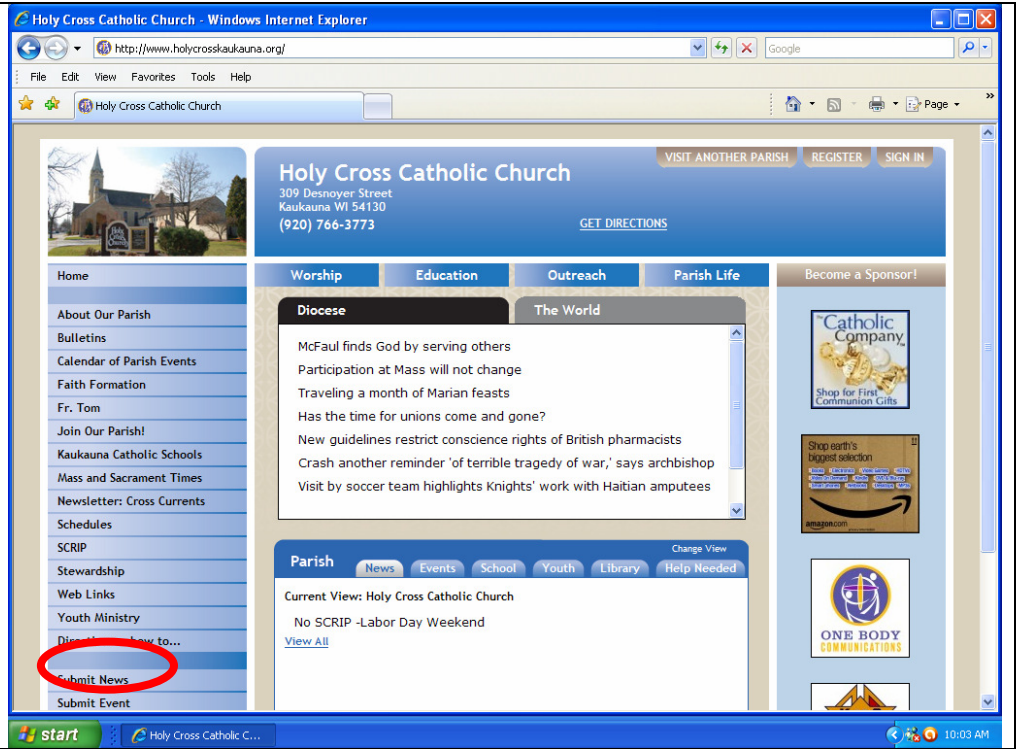 Holy Cross Catholic Church - Windows Internet Explorer
http://www.holycrosskaukauna.org/
Google
File Edit View Favorites Tools Help
Holy Cross Catholic Church
Page
VISIT ANOTHER PARISH REGISTER SIGN IN
Holy Cross Catholic Church
309 Desnoyer Street
Kaukauna WI 54130
(920) 766-3773
GET DIRECTIONS
Home
Worship Education Outreach Parish Life
Become a Sponsor!
About Our Parish
Bulletins
Calendar of Parish Events
Faith Formation
Fr. Tom
Join Our Parish!
Kaukauna Catholic Schools
Mass and Sacrament Times
Newsletter: Cross Currents
Schedules
SCRIP
Stewardship
Web Links
Youth Ministry
to...
Submit News
Submit Event
Diocese The World
McFaul finds God by serving others
Participation at Mass will not change
Traveling a month of Marian feasts
Has the time for unions come and gone?
New guidelines restrict conscience rights of British pharmacists
Crash another reminder 'of terrible tragedy of war,' says archbishop
Visit by soccer team highlights Knights' work with Haitian amputees
Change View
Parish News Events School Youth Library Help Needed
Current View: Holy Cross Catholic Church
No SCRIP -Labor Day Weekend
View All
The Catholic
Company
Shop for First
Communion Gifts
Shop earth's
biggest selection
amazon.com
ONE BODY
COMMUNICATIONS
start Holy Cross Catholic C... 10:03 AM